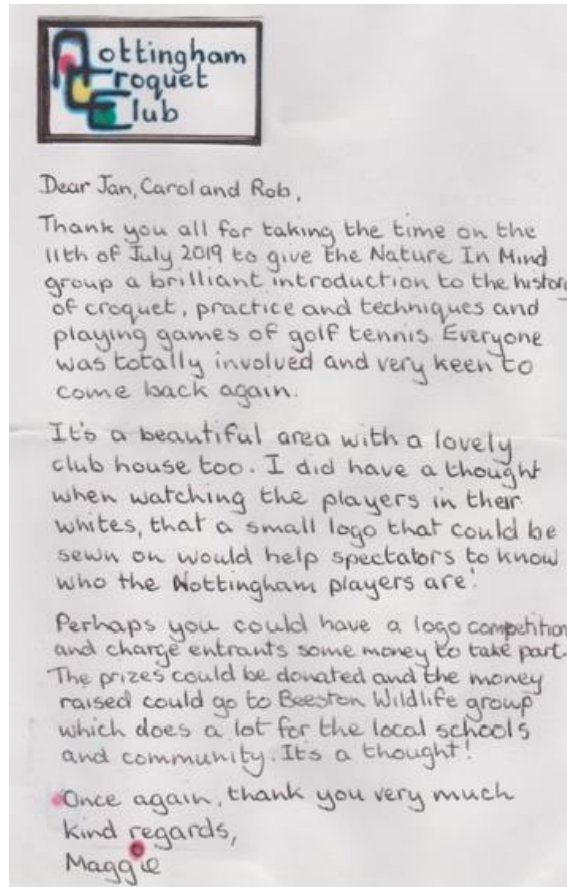 Nottingham
Croquet
Club
Dear Jan, Carol and Rob,
Thank you all for taking the time on the
11th of July 2019 to give the Nature In Mind
group a brilliant introduction to the history
of croquet, practice and techniques and
playing games of golf tennis. Everyone
was totally involved and very keen to
come back again.
It's a beautiful area with a lovely
club house too. I did have a thought
when watching the players in their
whites, that a small logo that could be
sewn on would help spectators to know
who the Nottingham players are!
Perhaps you could have a logo competition
and charge entrants some money to take part.
The prizes could be donated and the money
raised could go to Beeston Wildlife group
which does a lot for the local schools
and community. It's a thought!
Once again, thank you very much
kind regards,
Maggie